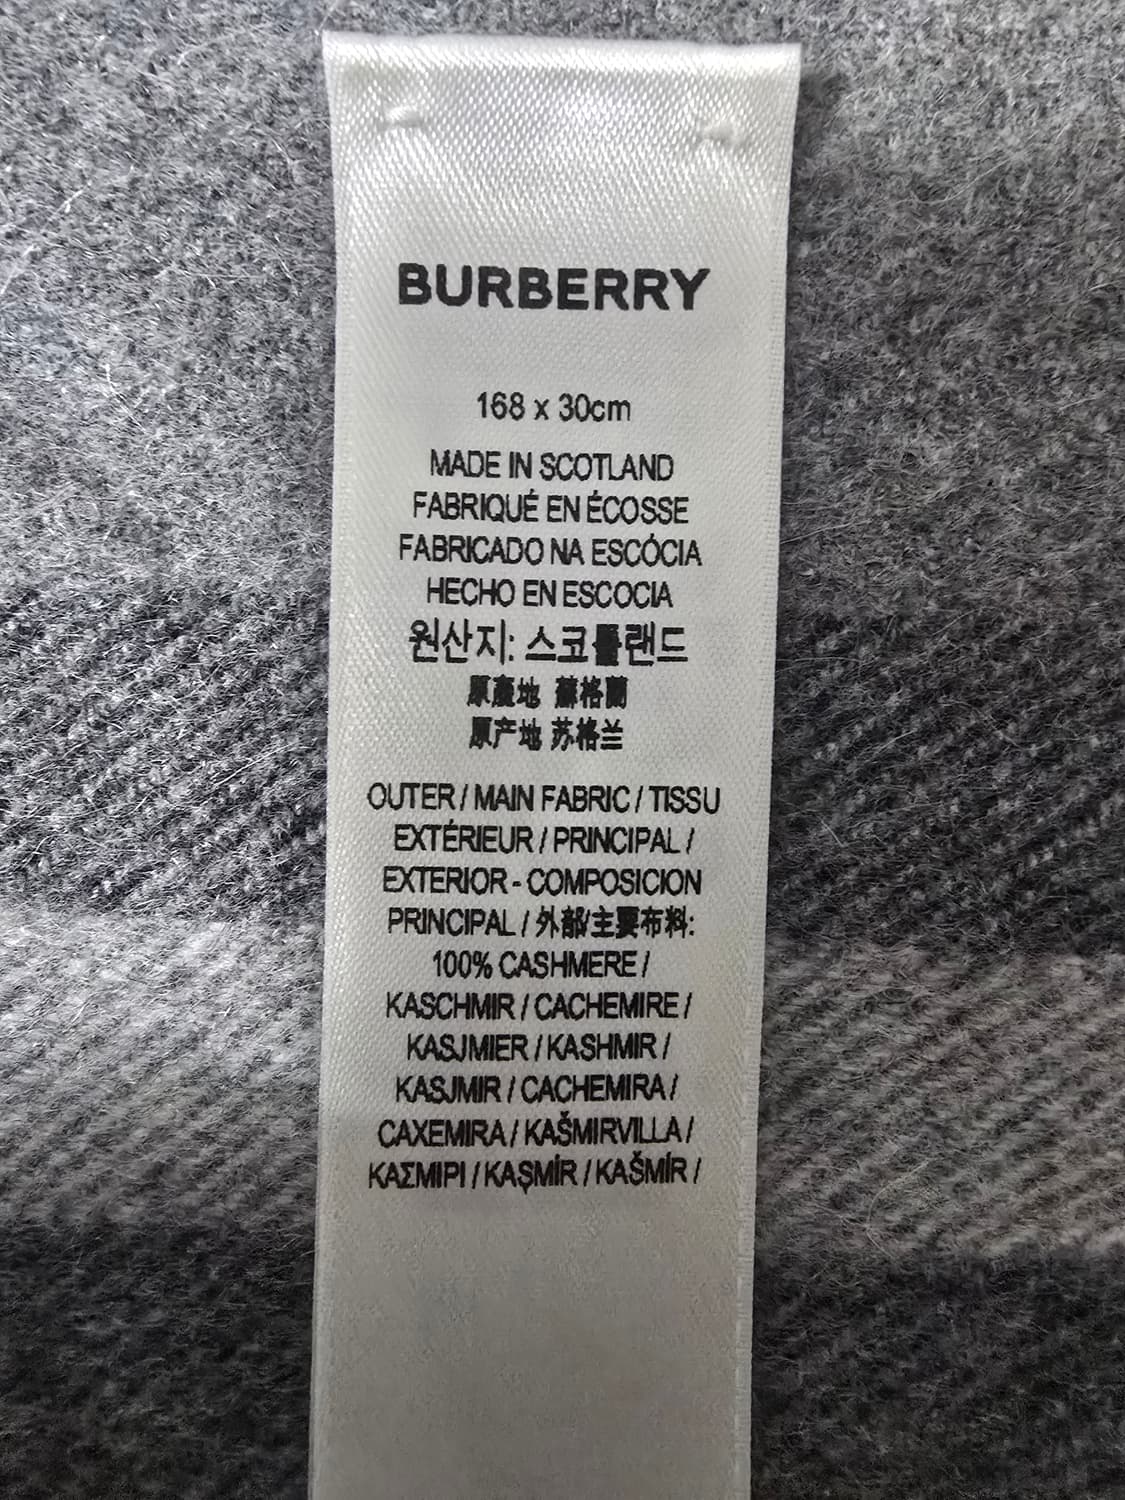 BURBERRY
168 x 30cm
MADE IN SCOTLAND
FABRIQUÉ EN ÉCOSSE
FABRICADO NA ESCÓCIA
HECHO EN ESCOCIA
원산지: 스코틀랜드
原產地 蘇格蘭
原产地 苏格兰
OUTER / MAIN FABRIC / TISSU
EXTÉRIEUR / PRINCIPAL /
EXTERIOR - COMPOSICION
PRINCIPAL / 外部/主要布料:
100% CASHMERE /
KASCHMIR / CACHEMIRE /
KASJMIER / KASHMIR /
KASJMIR / CACHEMIRA /
CAXEMIRA / KAŠMIRVILLA /
ΚΑΣΜΙΡΙ / KAŞMİR / KAŠMÍR /